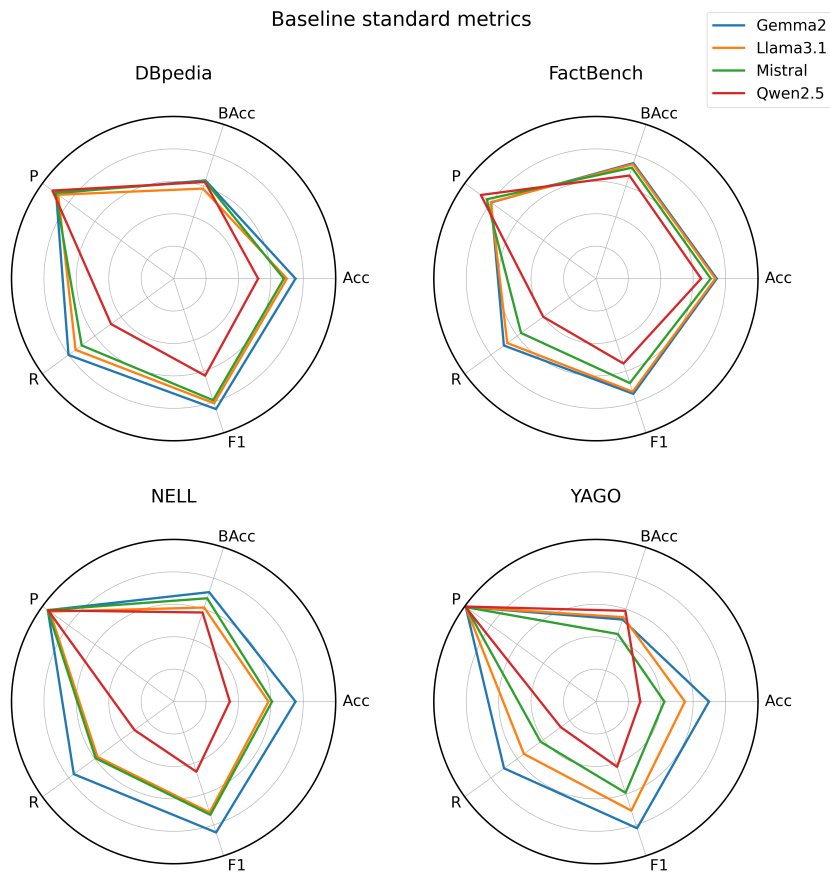 Baseline standard metrics
Gemma2
Llama3.1
Mistral
Qwen2.5
DBpedia
BAcc
P
Acc
R
F1
FactBench
BAcc
P
Acc
R
F1
NELL
BAcc
P
Acc
R
F1
YAGO
BAcc
P
Acc
R
F1